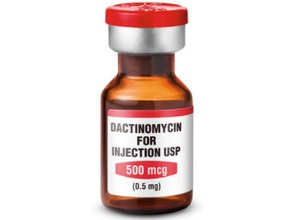 DACTINOMYCIN
FOR
INJECTION USP
500 mcg
(0.5 mg)